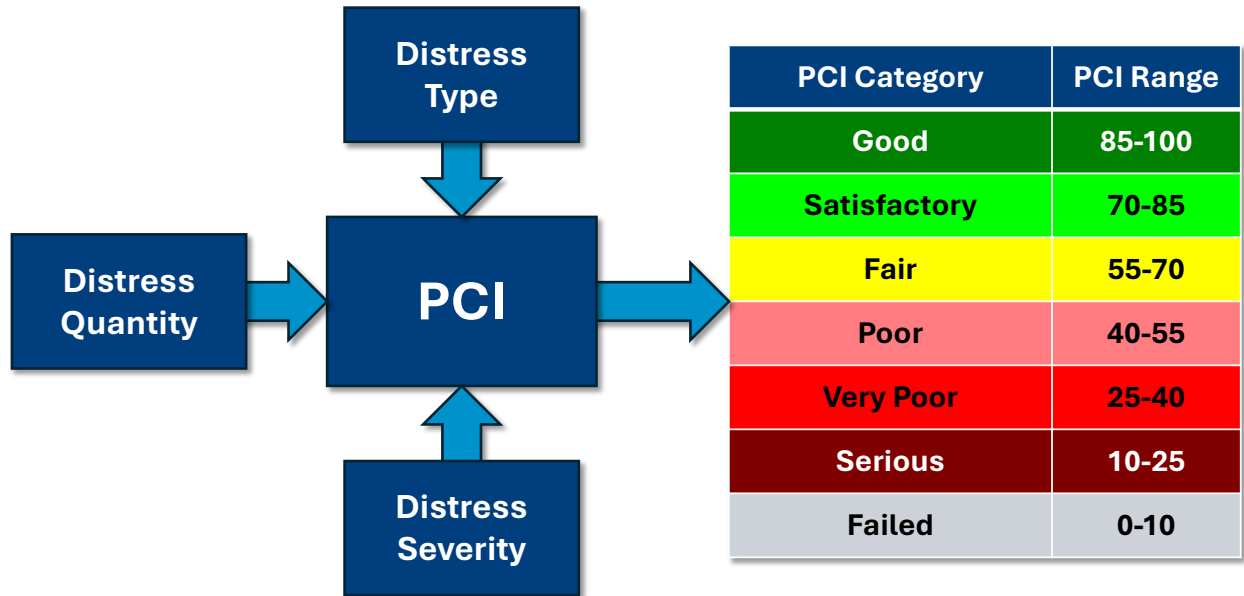 Distress
Type
Distress
Quantity
PCI
Distress
Severity
PCI Category PCI Range
Good 85-100
Satisfactory 70-85
Fair 55-70
Poor 40-55
Very Poor 25-40
Serious 10-25
Failed 0-10